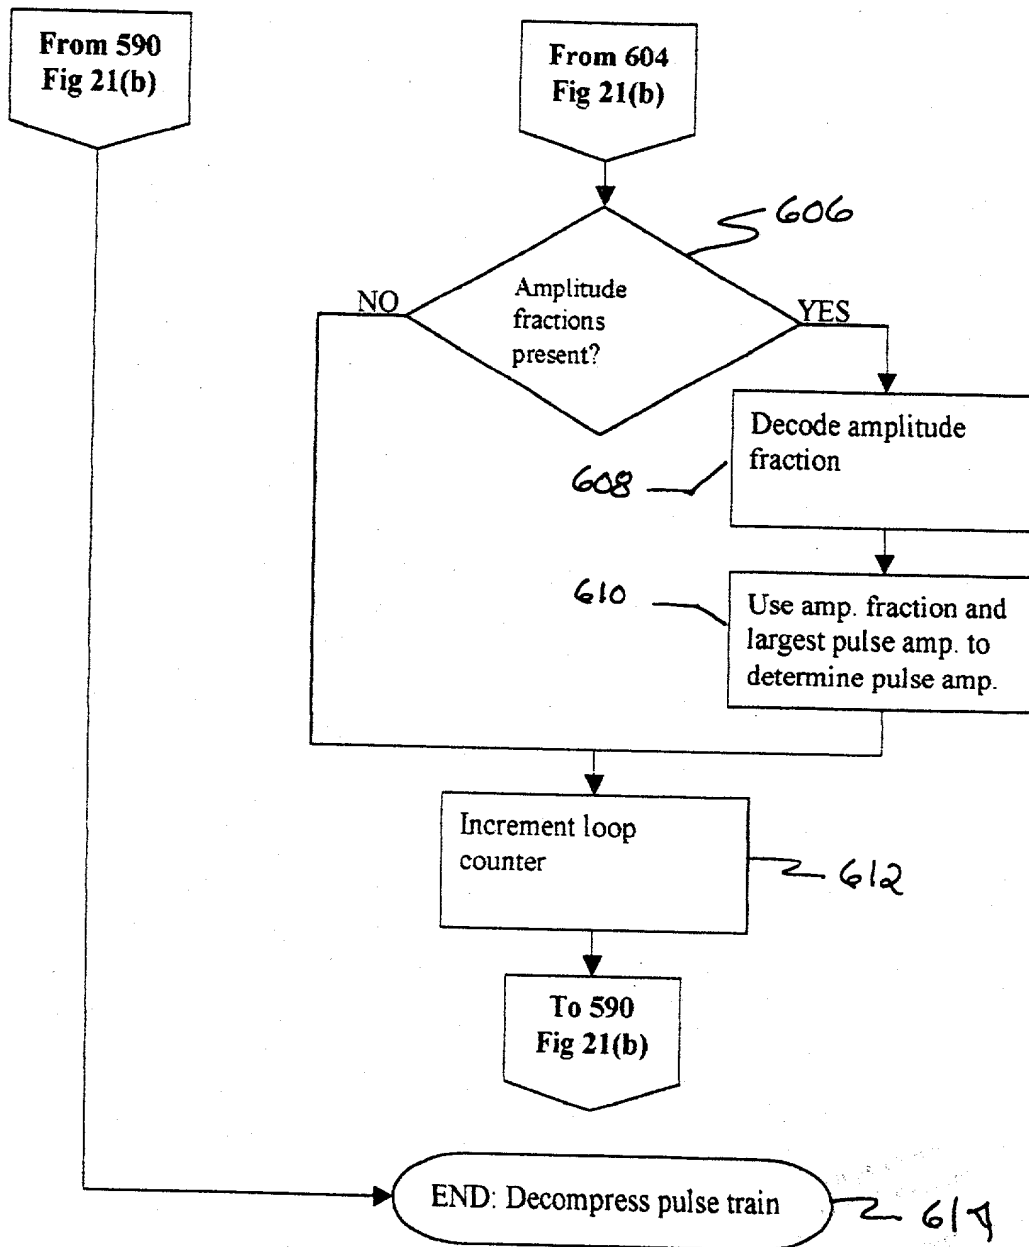 From 590
Fig 21(b)
From 604
Fig 21(b)
606
Amplitude
fractions
present?
NO
YES
Decode amplitude
fraction
608
Use amp. fraction and
largest pulse amp. to
determine pulse amp.
610
Increment loop
counter
612
To 590
Fig 21(b)
END: Decompress pulse train
614